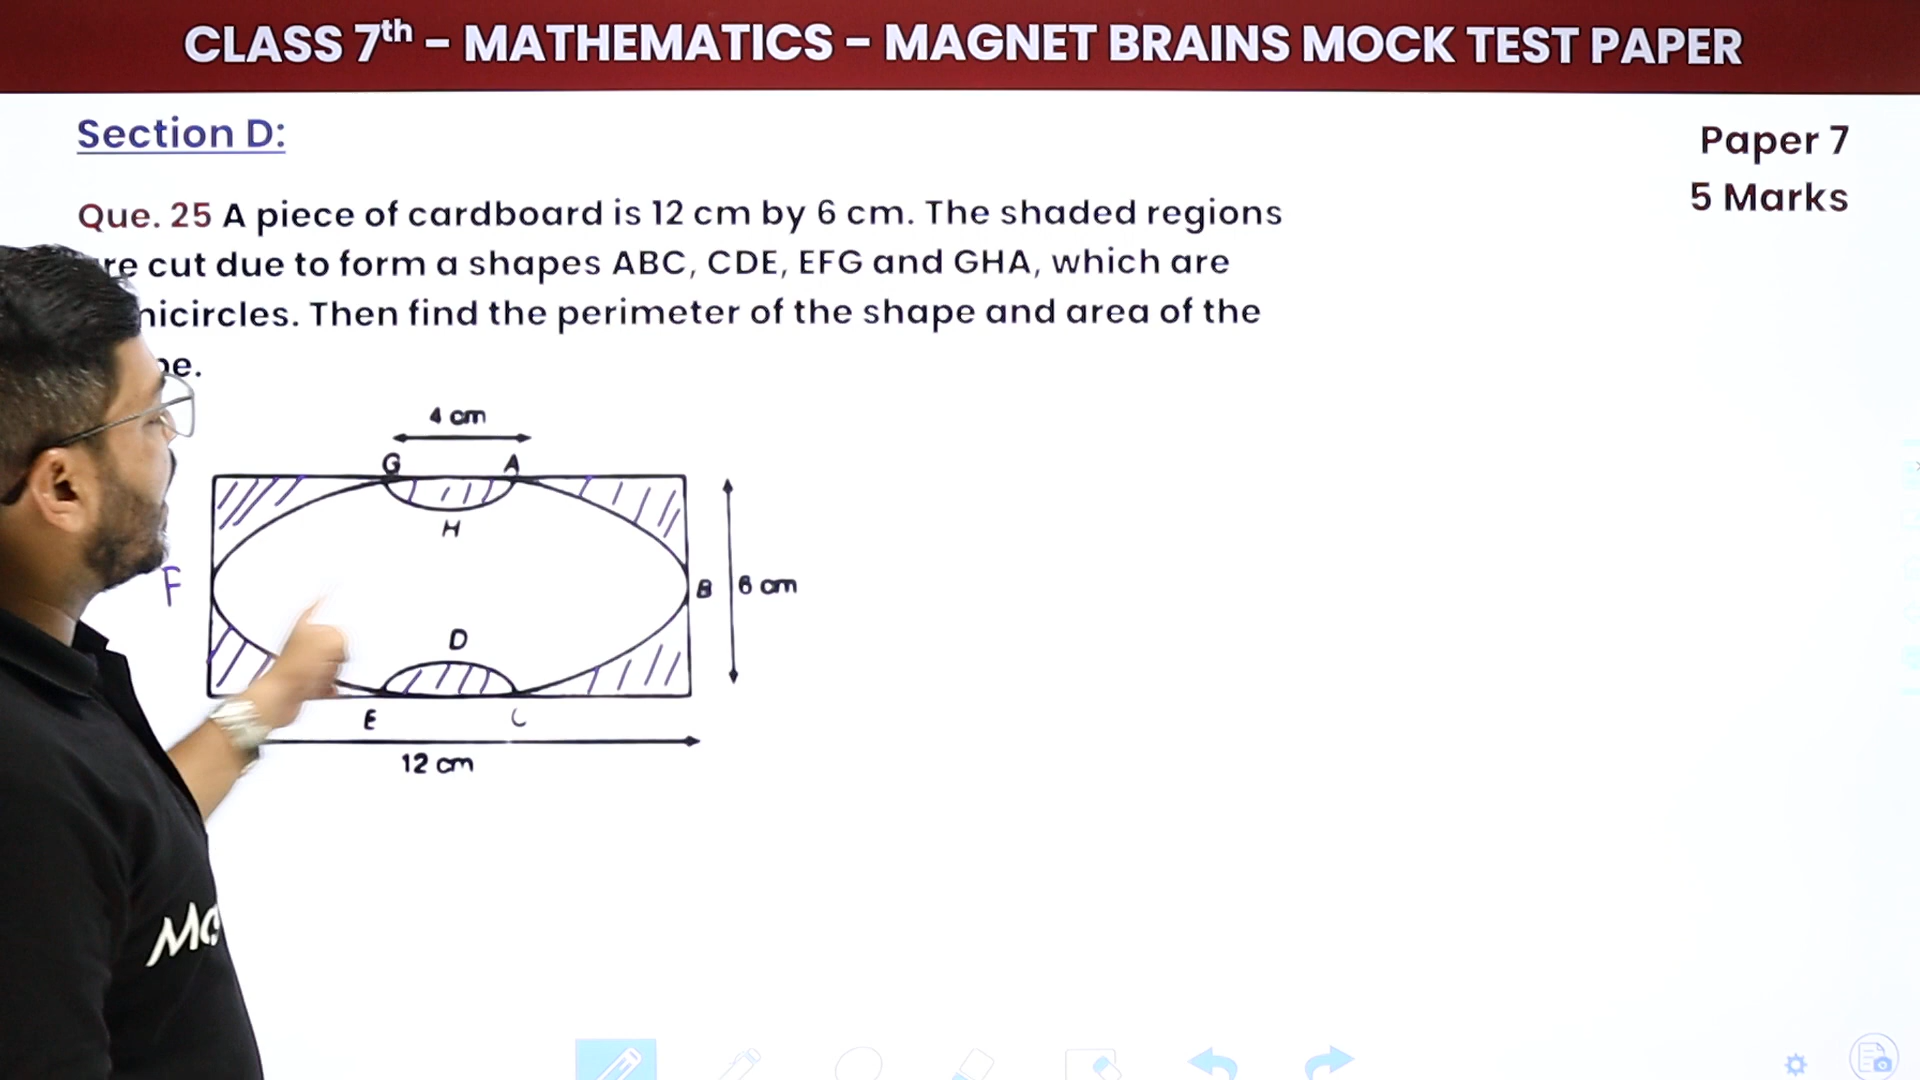 CLASS 7th - MATHEMATICS - MAGNET BRAINS MOCK TEST PAPER
Section D:
Paper 7
5 Marks
Que. 25 A piece of cardboard is 12 cm by 6 cm. The shaded regions
cut due to form a shapes ABC, CDE, EFG and GHA, which are
Then find the perimeter of the shape and area of the
4 cm
G A
H
F
B 6 cm
D
E C
12 cm